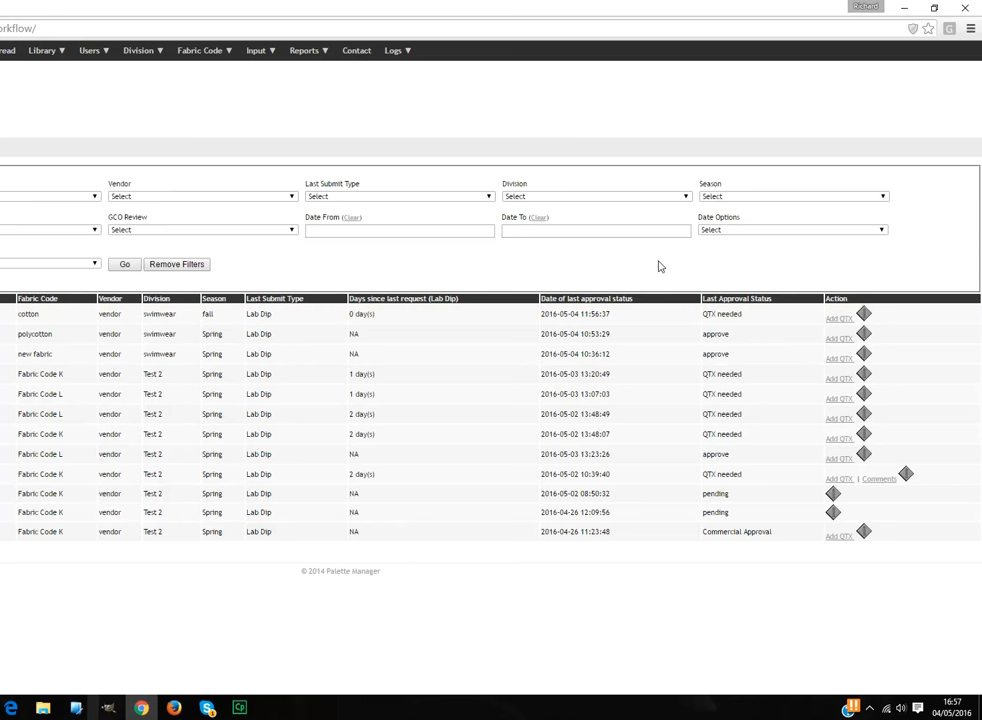 Richard
orkflow/
read Library ▼ Users ▼ Division ▼ Fabric Code ▼ Input ▼ Reports ▼ Contact Logs ▼
Vendor Last Submit Type Division Season
Select Select Select Select
GCO Review Date From (Clear) Date To (Clear) Date Options
Select Select
Go Remove Filters
Fabric Code Vendor Division Season Last Submit Type Days since last request (Lab Dip) Date of last approval status Last Approval Status Action
cotton vendor swimwear fall Lab Dip 0 day(s) 2016-05-04 11:56:37 QTX needed Add QTX
polycotton vendor swimwear Spring Lab Dip NA 2016-05-04 10:53:29 approve Add QTX
new fabric vendor swimwear Spring Lab Dip NA 2016-05-04 10:36:12 approve Add QTX
Fabric Code K vendor Test 2 Spring Lab Dip 1 day(s) 2016-05-03 13:20:49 QTX needed Add QTX
Fabric Code L vendor Test 2 Spring Lab Dip 1 day(s) 2016-05-03 13:07:03 QTX needed Add QTX
Fabric Code L vendor Test 2 Spring Lab Dip 2 day(s) 2016-05-02 13:48:49 QTX needed Add QTX
Fabric Code K vendor Test 2 Spring Lab Dip 2 day(s) 2016-05-02 13:48:07 QTX needed Add QTX
Fabric Code L vendor Test 2 Spring Lab Dip NA 2016-05-02 13:23:26 approve Add QTX
Fabric Code K vendor Test 2 Spring Lab Dip 2 day(s) 2016-05-02 10:39:40 QTX needed Add QTX | Comments
Fabric Code K vendor Test 2 Spring Lab Dip NA 2016-05-02 08:50:32 pending
Fabric Code K vendor Test 2 Spring Lab Dip NA 2016-04-26 12:09:56 pending
Fabric Code K vendor Test 2 Spring Lab Dip NA 2016-04-26 11:23:48 Commercial Approval Add QTX
© 2014 Palette Manager
Cp
16:57
04/05/2016